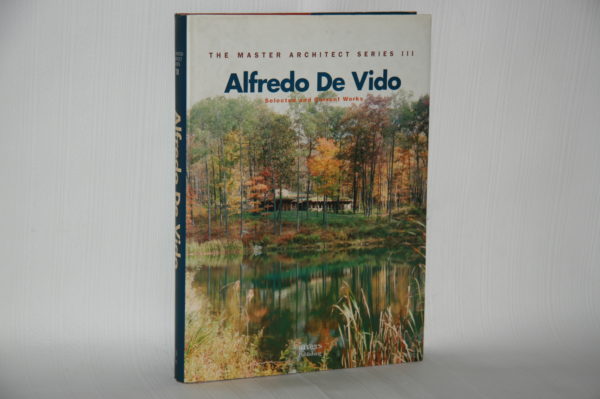 THE MASTER ARCHITECT SERIES III
Alfredo De Vido
Selected and Current Works
Alfredo De Vido